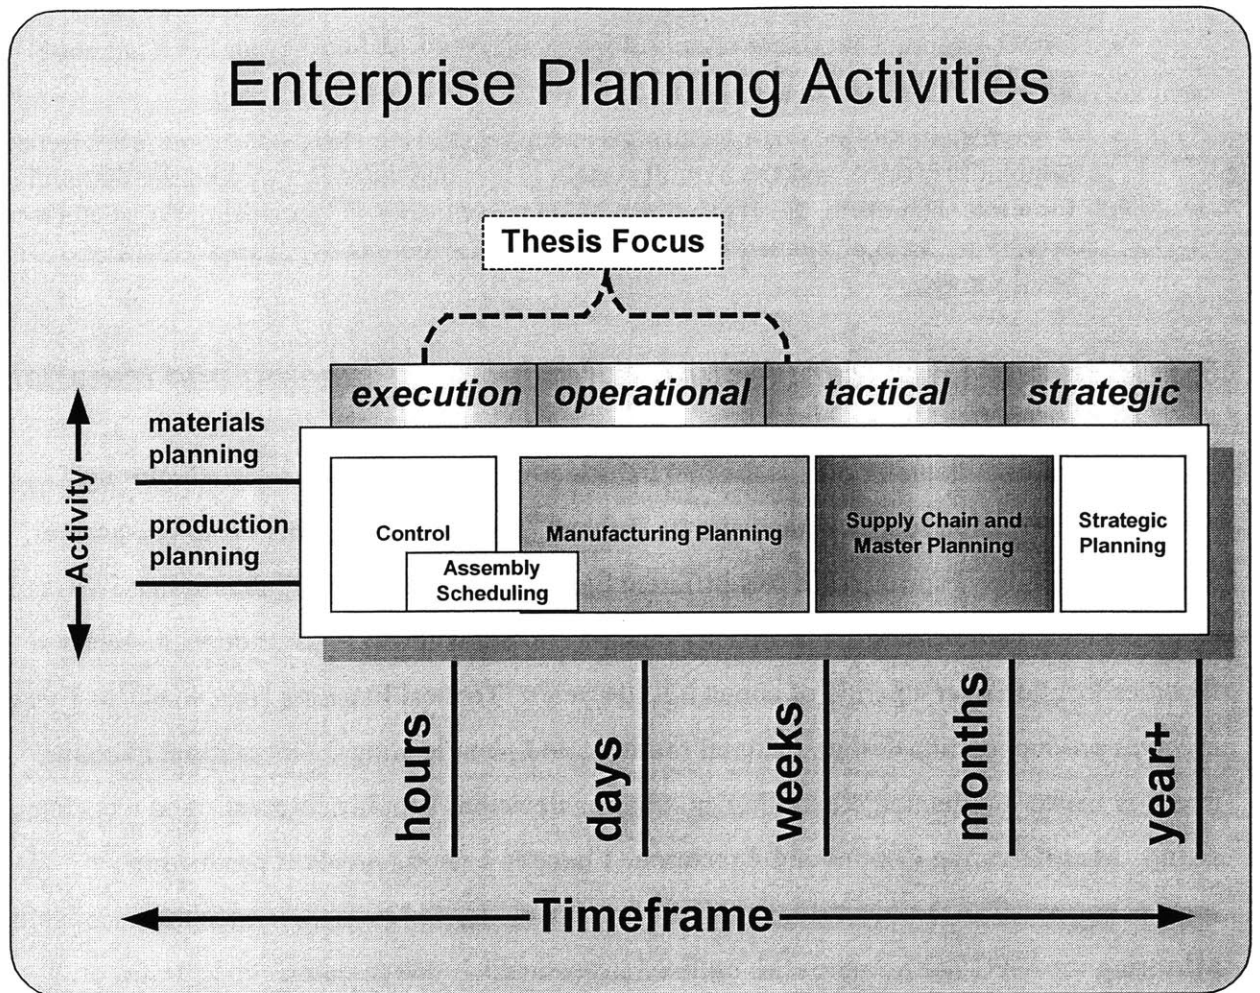 Enterprise Planning Activities
Thesis Focus
execution operational tactical strategic
Activity
materials
planning
production
planning
Control
Assembly
Scheduling
Manufacturing Planning
Supply Chain and
Master Planning
Strategic
Planning
hours
days
weeks
months
year+
Timeframe